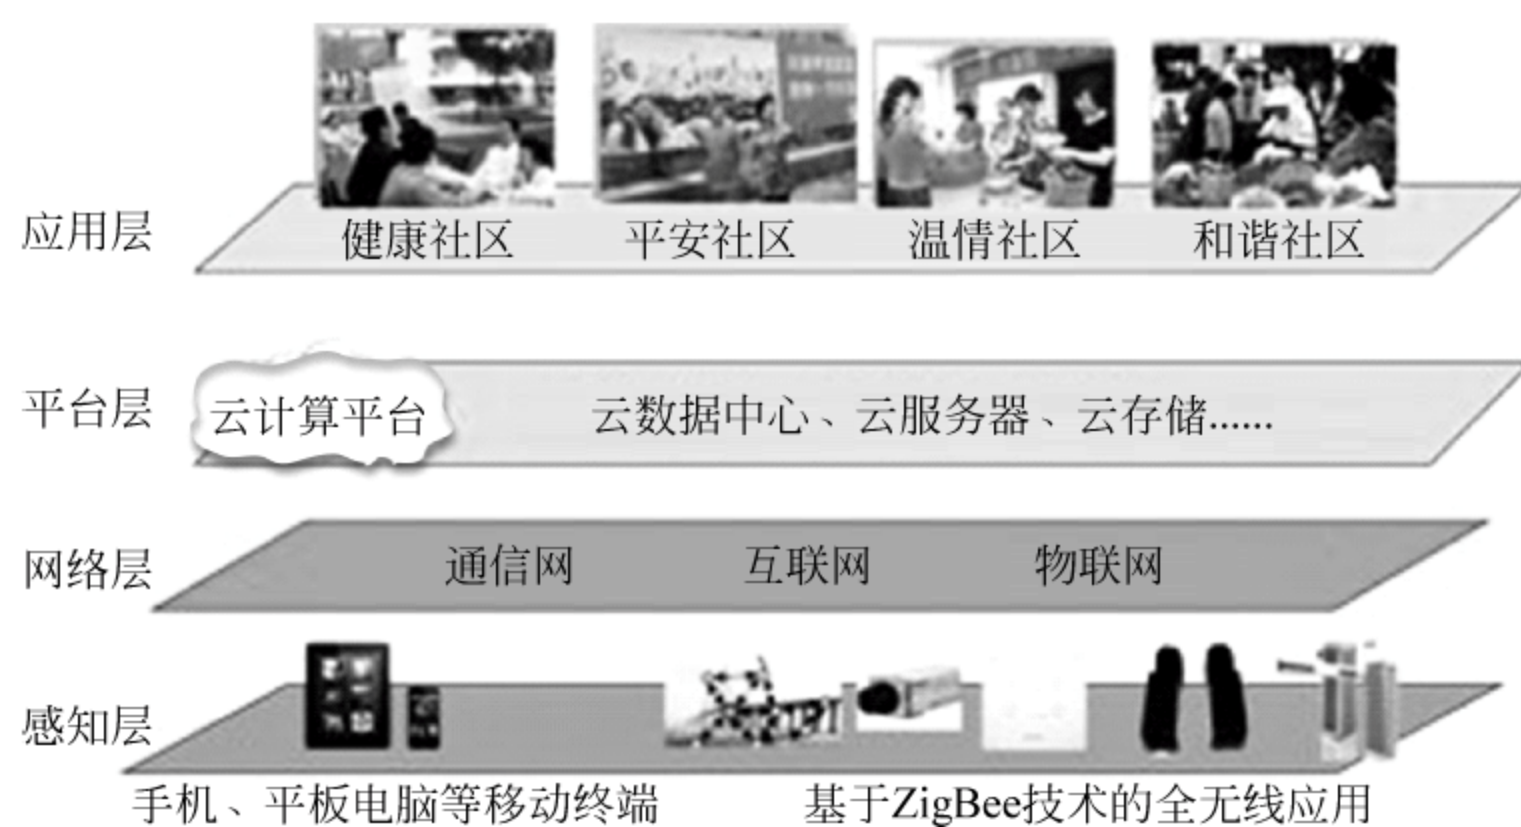 应用层
健康社区 平安社区 温情社区 和谐社区
平台层
云计算平台 云数据中心、云服务器、云存储......
网络层
通信网 互联网 物联网
感知层
手机、平板电脑等移动终端 基于ZigBee技术的全无线应用